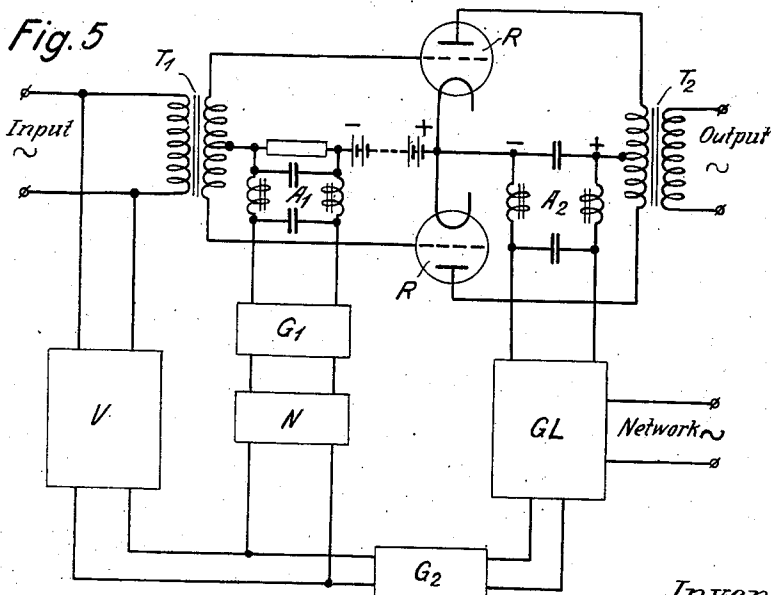 Fig. 5
R
T1
T2
Input
~
-
+
-
+
Output
~
A1
A2
R
G1
V
N
GL
Network ~
G2
Inven